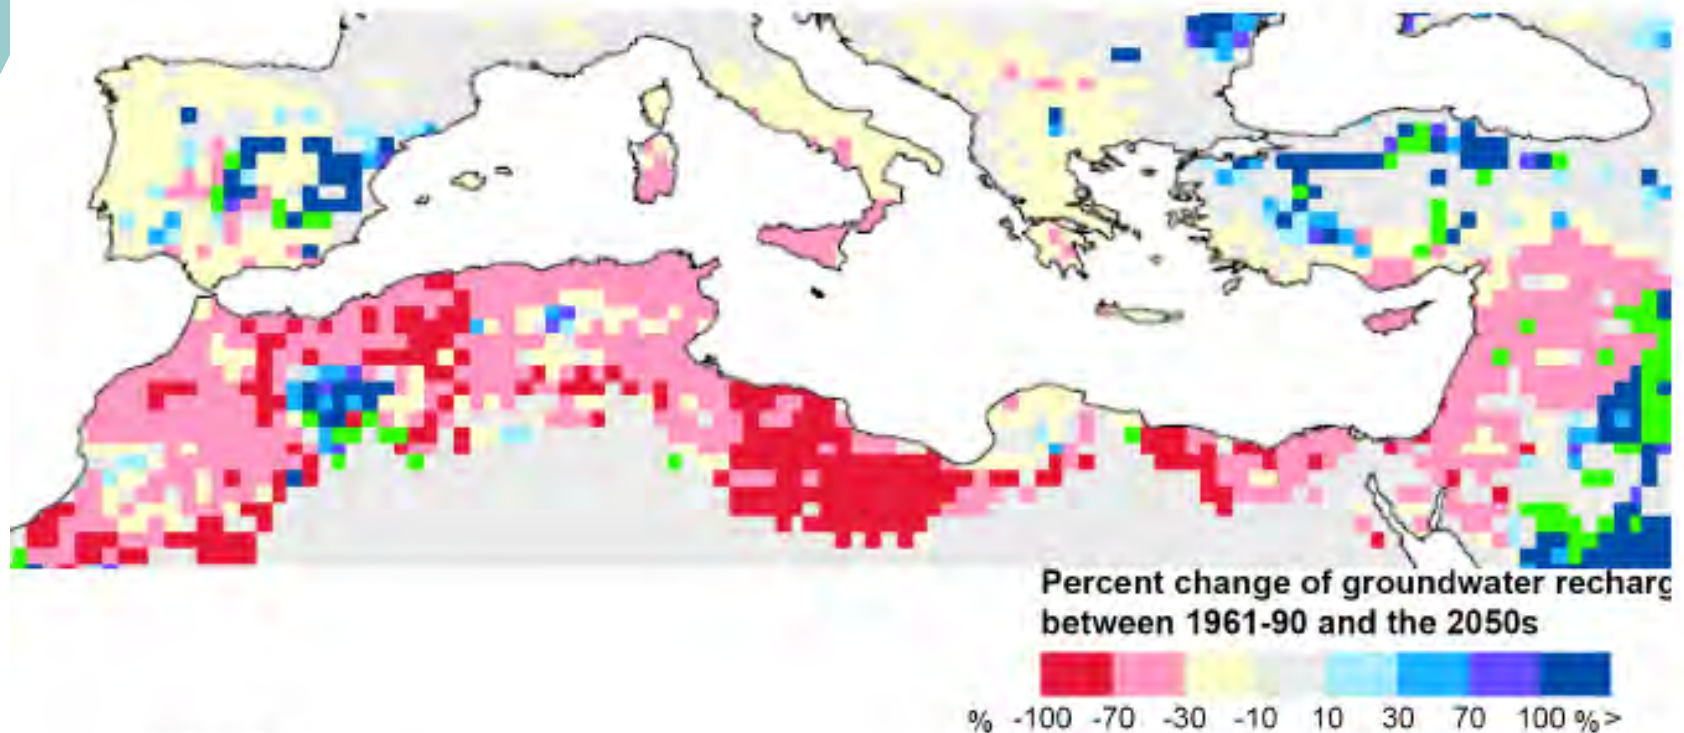 Percent change of groundwater recharg
between 1961-90 and the 2050s
% -100 -70 -30 -10 10 30 70 100 %>